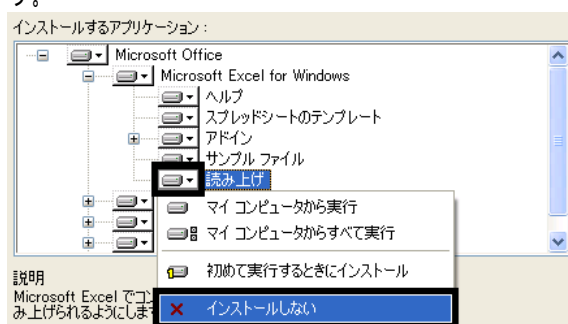 す。
インストールするアプリケーション：
Microsoft Office
Microsoft Excel for Windows
ヘルプ
スプレッドシートのテンプレート
アドイン
サンプル ファイル
読み上げ
マイ コンピュータから実行
マイ コンピュータからすべて実行
初めて実行するときにインストール
インストールしない
説明
Microsoft Excel でコン
み上げられるようにしま